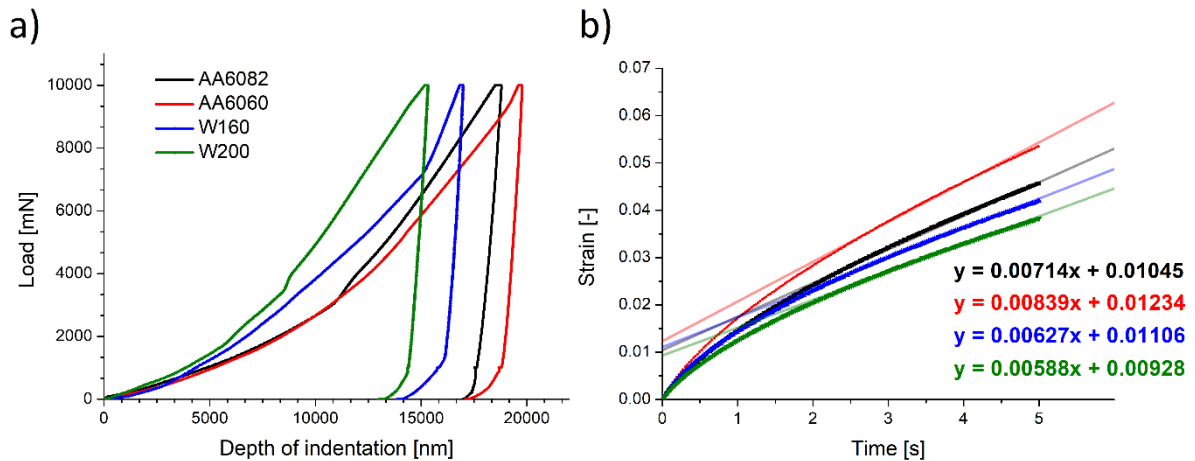 a)
AA6082
AA6060
W160
W200
10000
8000
6000
4000
2000
0
Load [mN]
0
5000
10000
15000
20000
Depth of indentation [nm]
b)
0.07
0.06
0.05
0.04
0.03
0.02
0.01
0.00
Strain [-]
y = 0.00714x + 0.01045
y = 0.00839x + 0.01234
y = 0.00627x + 0.01106
y = 0.00588x + 0.00928
0
1
2
3
4
5
Time [s]